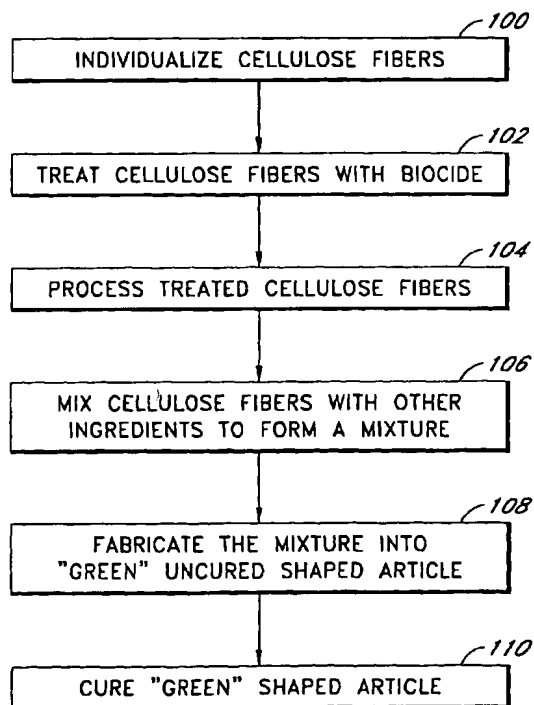 100
INDIVIDUALIZE CELLULOSE FIBERS
102
TREAT CELLULOSE FIBERS WITH BIOCIDE
104
PROCESS TREATED CELLULOSE FIBERS
106
MIX CELLULOSE FIBERS WITH OTHER
INGREDIENTS TO FORM A MIXTURE
108
FABRICATE THE MIXTURE INTO
"GREEN" UNCURED SHAPED ARTICLE
110
CURE "GREEN" SHAPED ARTICLE